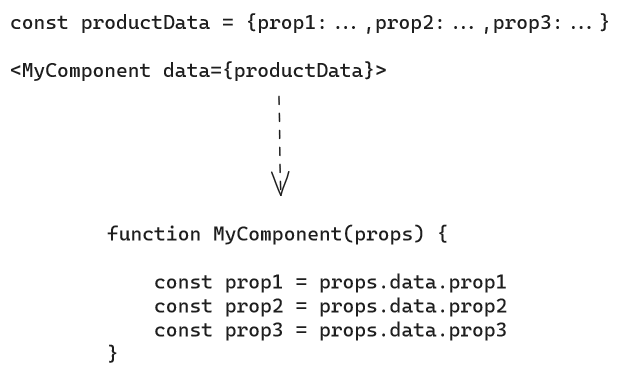 const productData = {prop1: ... ,prop2: ... ,prop3: ... }
<MyComponent data={productData}>
function MyComponent(props) {
const prop1 = props.data.prop1
const prop2 = props.data.prop2
const prop3 = props.data.prop3
}